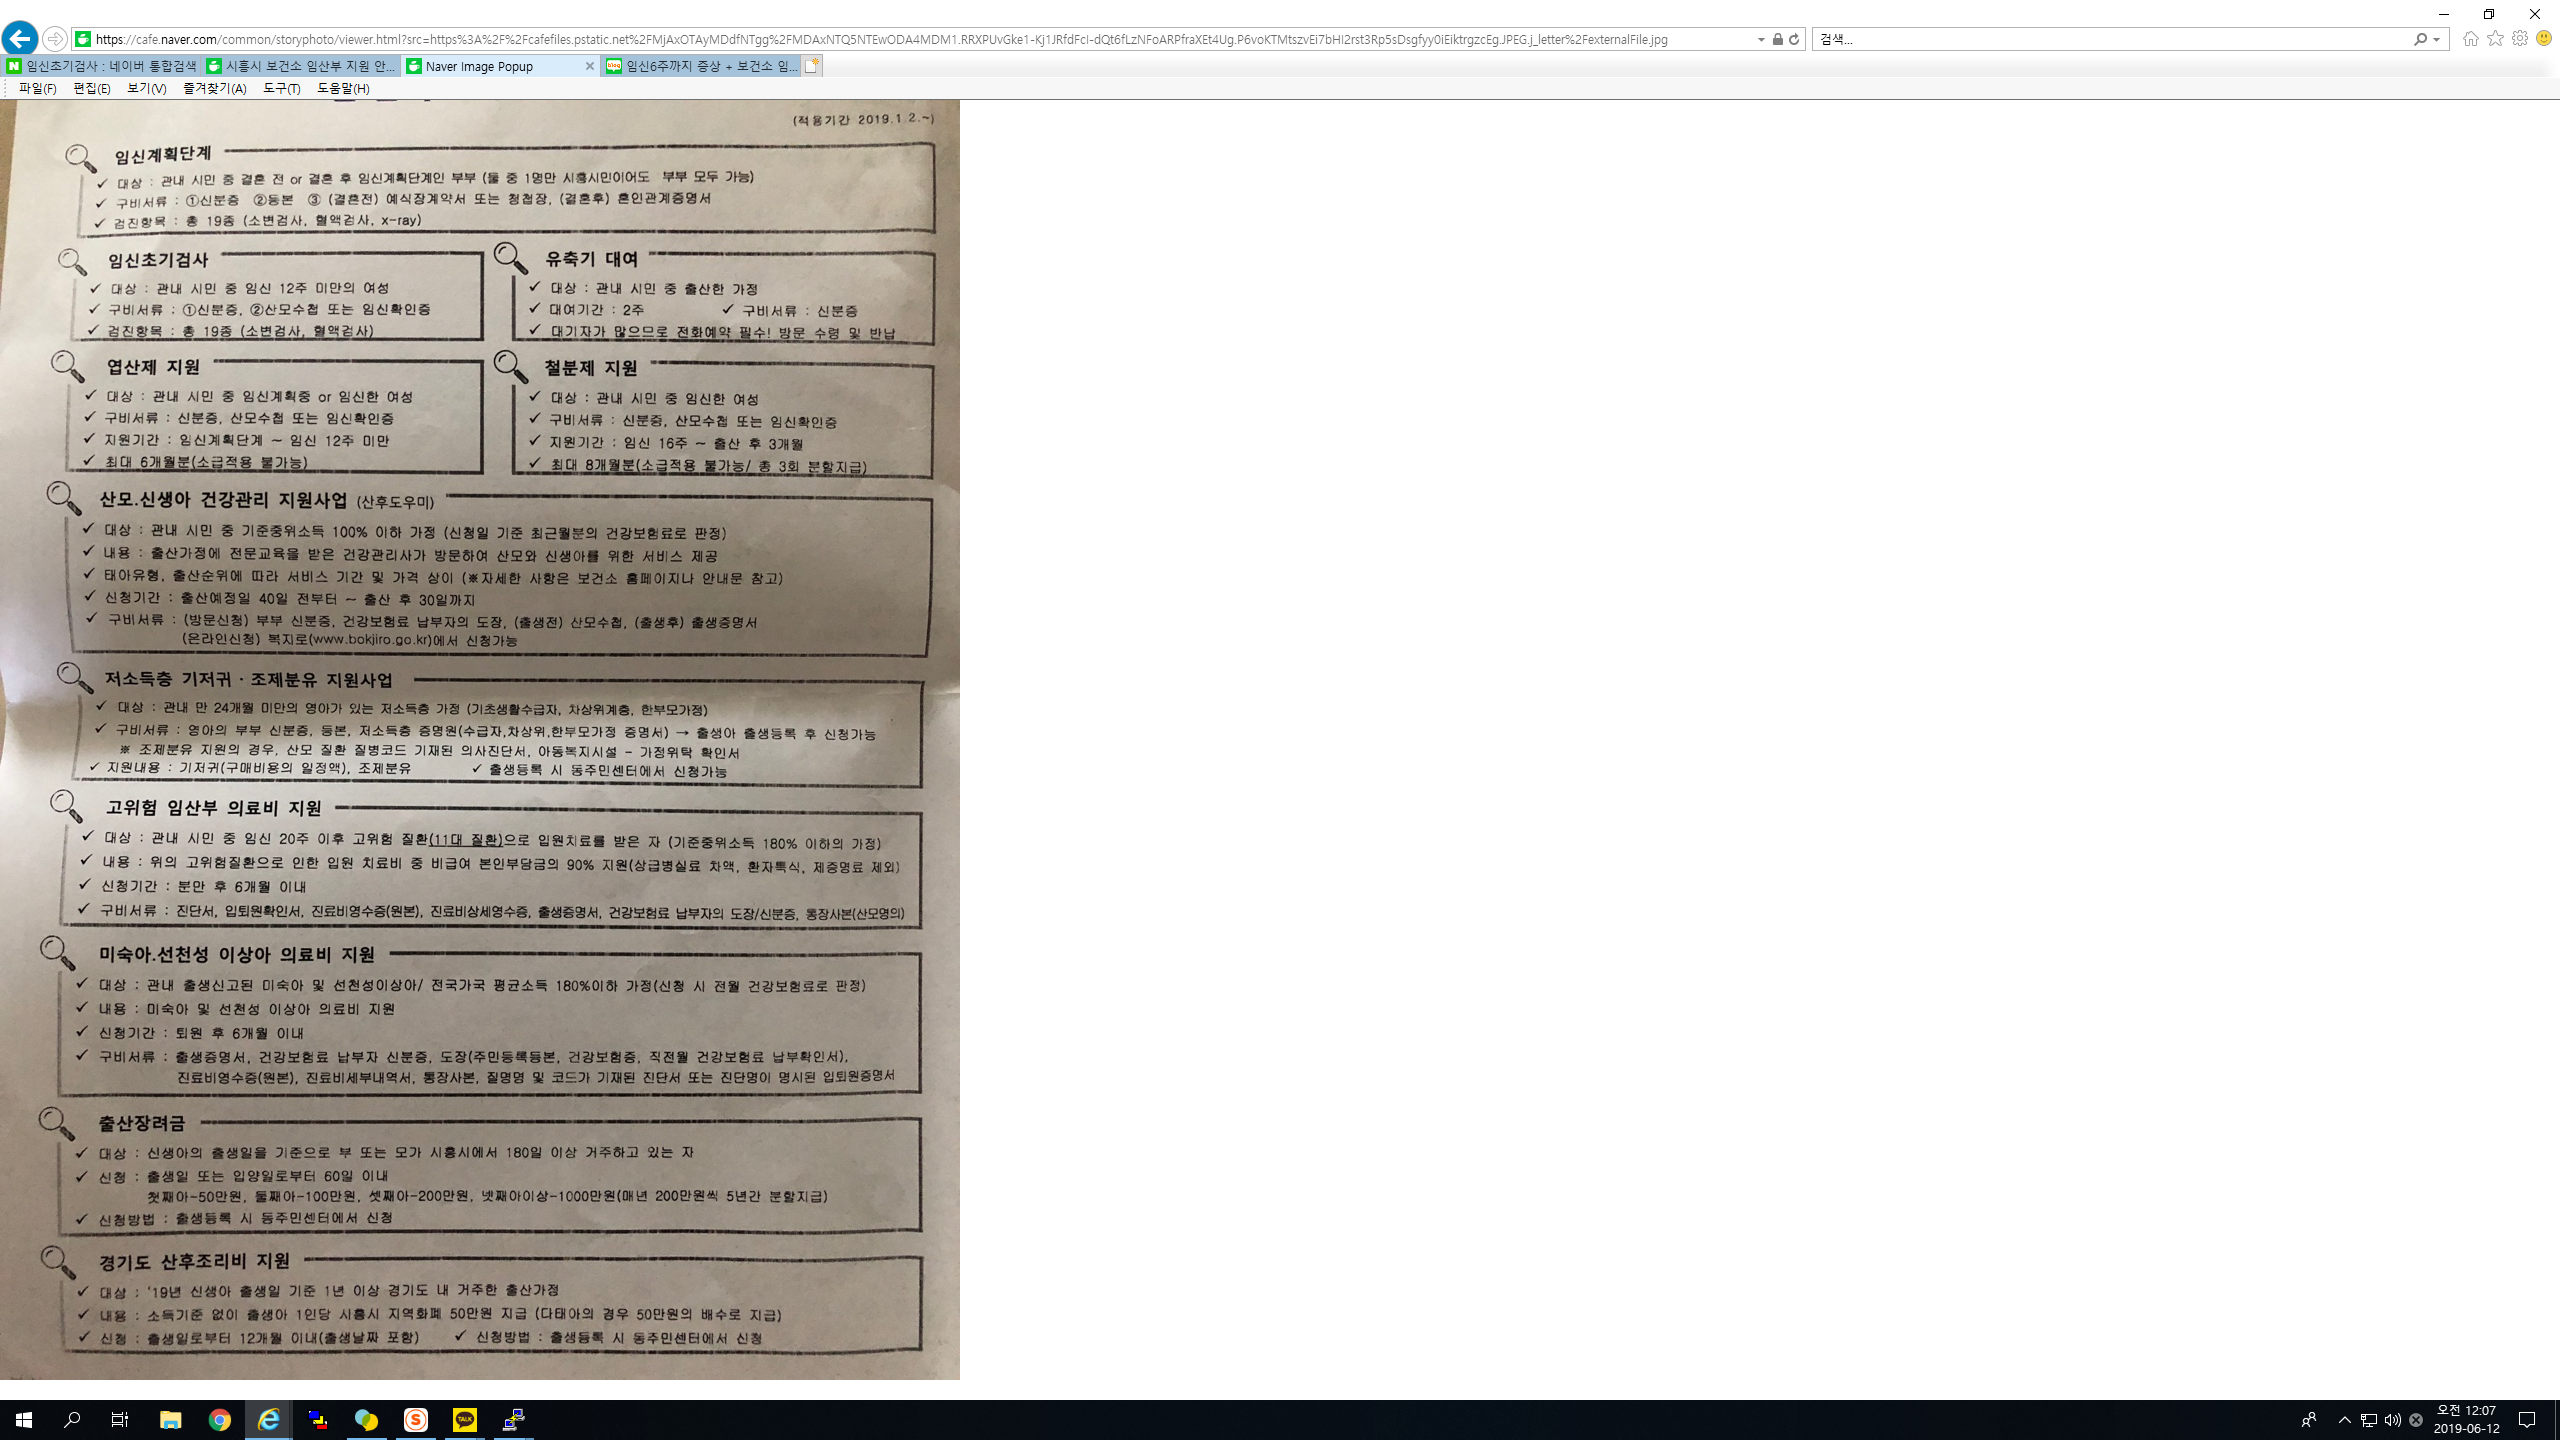 https://cafe.naver.com/common/storyphoto/viewer.html?src=https%3A%2F%2Fcafefiles.pstatic.net%2FMjAxOTAyMDdfNTgg%2FMDAxNTQ5NTEwODA4MDM1.RRXPUvGke1-Kj1JRfdFcI-dQt6fLzNFoARPfraXEt4Ug.P6voKTMtszvEi7bHI2rst3Rp5sDsgfyy0iEiktrgzcEg.JPEG.j_letter%2FexternalFile.jpg
검색...
임신초기검사 : 네이버 통합검색
시흥시 보건소 임산부 지원 안...
Naver Image Popup
임신6주까지 증상 + 보건소 임...
파일(F) 편집(E) 보기(V) 즐겨찾기(A) 도구(T) 도움말(H)
(적용기간 2019.1.2.~)
임신계획단계
✓ 대상 : 관내 시민 중 결혼 전 or 결혼 후 임신계획단계인 부부 (둘 중 1명만 시흥시민이어도 부부 모두 가능)
✓ 구비서류 : ①신분증 ②등본 ③ (결혼전) 예식장계약서 또는 청첩장, (결혼후) 혼인관계증명서
✓ 검진항목 : 총 19종 (소변검사, 혈액검사, x-ray)
임신초기검사
✓ 대상 : 관내 시민 중 임신 12주 미만의 여성
✓ 구비서류 : ①신분증, ②산모수첩 또는 임신확인증
✓ 검진항목 : 총 19종 (소변검사, 혈액검사)
유축기 대여
✓ 대상 : 관내 시민 중 출산한 가정
✓ 대여기간 : 2주 ✓ 구비서류 : 신분증
✓ 대기자가 많으므로 전화예약 필수! 방문 수령 및 반납
엽산제 지원
✓ 대상 : 관내 시민 중 임신계획중 or 임신한 여성
✓ 구비서류 : 신분증, 산모수첩 또는 임신확인증
✓ 지원기간 : 임신계획단계 ~ 임신 12주 미만
✓ 최대 6개월분(소급적용 불가능)
철분제 지원
✓ 대상 : 관내 시민 중 임신한 여성
✓ 구비서류 : 신분증, 산모수첩 또는 임신확인증
✓ 지원기간 : 임신 16주 ~ 출산 후 3개월
✓ 최대 8개월분(소급적용 불가능/ 총 3회 분할지급)
산모.신생아 건강관리 지원사업 (산후도우미)
✓ 대상 : 관내 시민 중 기준중위소득 100% 이하 가정 (신청일 기준 최근월분의 건강보험료로 판정)
✓ 내용 : 출산가정에 전문교육을 받은 건강관리사가 방문하여 산모와 신생아를 위한 서비스 제공
✓ 태아유형, 출산순위에 따라 서비스 기간 및 가격 상이 (※자세한 사항은 보건소 홈페이지나 안내문 참고)
✓ 신청기간 : 출산예정일 40일 전부터 ~ 출산 후 30일까지
✓ 구비서류 : (방문신청) 부부 신분증, 건강보험료 납부자의 도장, (출생전) 산모수첩, (출생후) 출생증명서
(온라인신청) 복지로(www.bokjiro.go.kr)에서 신청가능
저소득층 기저귀 · 조제분유 지원사업
✓ 대상 : 관내 만 24개월 미만의 영아가 있는 저소득층 가정 (기초생활수급자, 차상위계층, 한부모가정)
✓ 구비서류 : 영아의 부부 신분증, 등본, 저소득층 증명원(수급자,차상위,한부모가정 증명서) → 출생아 출생등록 후 신청가능
※ 조제분유 지원의 경우, 산모 질환 질병코드 기재된 의사진단서, 아동복지시설 - 가정위탁 확인서
✓ 지원내용 : 기저귀(구매비용의 일정액), 조제분유 ✓ 출생등록 시 동주민센터에서 신청가능
고위험 임산부 의료비 지원
✓ 대상 : 관내 시민 중 임신 20주 이후 고위험 질환(11대 질환)으로 입원치료를 받은 자 (기준중위소득 180% 이하의 가정)
✓ 내용 : 위의 고위험질환으로 인한 입원 치료비 중 비급여 본인부담금의 90% 지원(상급병실료 차액, 환자특식, 제증명료 제외)
✓ 신청기간 : 분만 후 6개월 이내
✓ 구비서류 : 진단서, 입퇴원확인서, 진료비영수증(원본), 진료비상세영수증, 출생증명서, 건강보험료 납부자의 도장/신분증, 통장사본(산모명의)
미숙아.선천성 이상아 의료비 지원
✓ 대상 : 관내 출생신고된 미숙아 및 선천성이상아/ 전국가국 평균소득 180%이하 가정(신청 시 전월 건강보험료로 판정)
✓ 내용 : 미숙아 및 선천성 이상아 의료비 지원
✓ 신청기간 : 퇴원 후 6개월 이내
✓ 구비서류 : 출생증명서, 건강보험료 납부자 신분증, 도장(주민등록등본, 건강보험증, 직전월 건강보험료 납부확인서),
진료비영수증(원본), 진료비세부내역서, 통장사본, 질명명 및 코드가 기재된 진단서 또는 진단명이 명시된 입퇴원증명서
출산장려금
✓ 대상 : 신생아의 출생일을 기준으로 부 또는 모가 시흥시에서 180일 이상 거주하고 있는 자
✓ 신청 : 출생일 또는 입양일로부터 60일 이내
첫째아-50만원, 둘째아-100만원, 셋째아-200만원, 넷째아이상-1000만원(매년 200만원씩 5년간 분할지급)
✓ 신청방법 : 출생등록 시 동주민센터에서 신청
경기도 산후조리비 지원
✓ 대상 : '19년 신생아 출생일 기준 1년 이상 경기도 내 거주한 출산가정
✓ 내용 : 소득기준 없이 출생아 1인당 시흥시 지역화폐 50만원 지급 (다태아의 경우 50만원의 배수로 지급)
✓ 신청 : 출생일로부터 12개월 이내(출생날짜 포함) ✓ 신청방법 : 출생등록 시 동주민센터에서 신청
TALK
오전 12:07
2019-06-12